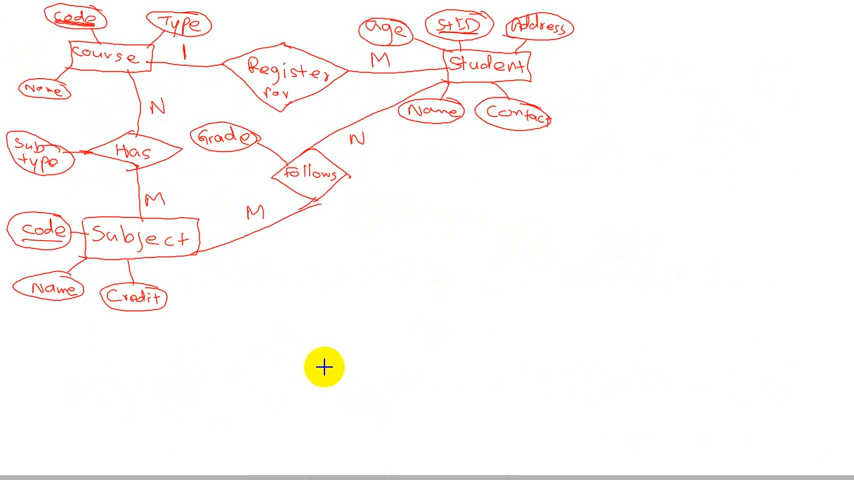 code
Type
course
1
Register
for
M
Age
StID
Address
Student
Name
Name
Contact
N
Sub
type
Has
Grade
N
follows
M
M
code
Subject
Name
Credit